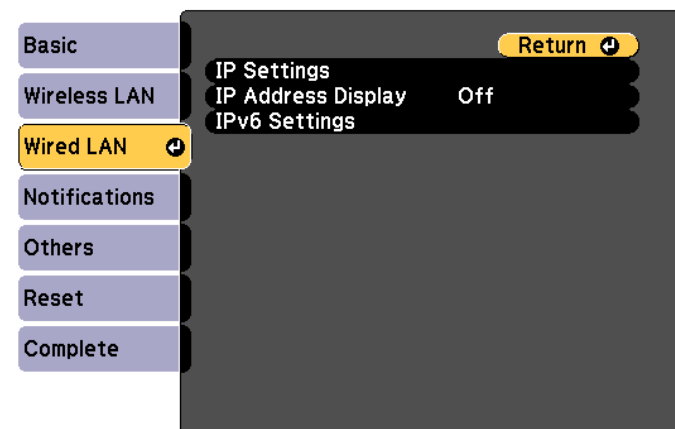 Basic
Wireless LAN
Wired LAN
Notifications
Others
Reset
Complete
Return
IP Settings
IP Address Display Off
IPv6 Settings